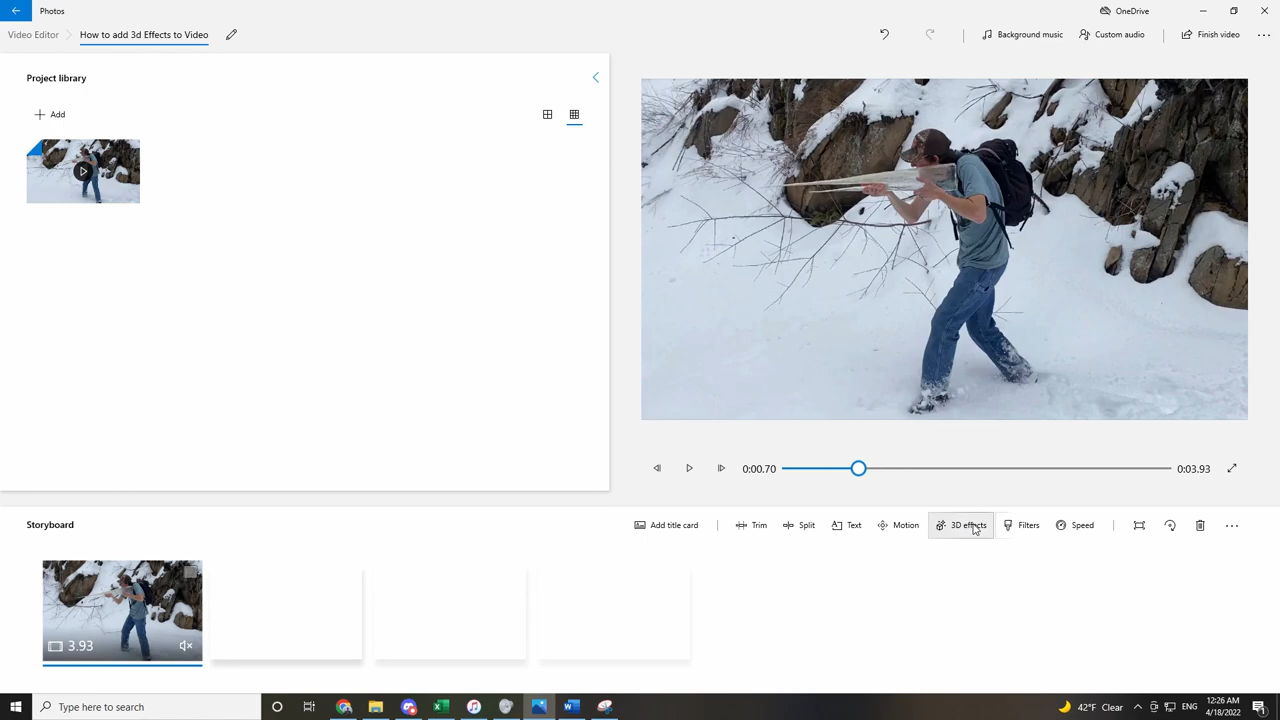 Photos
OneDrive
Video Editor
How to add 3d Effects to Video
Background music
Custom audio
Finish video
Project library
Add
0:00.70
0:03.93
Storyboard
Add title card
Trim
Split
Text
Motion
3D effects
Filters
Speed
3.93
Type here to search
42°F Clear
ENG
12:26 AM
4/18/2022
1